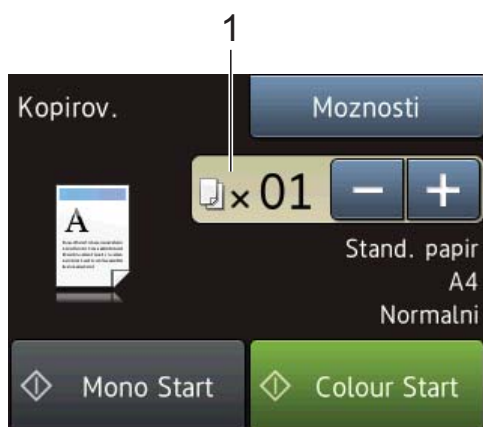 1
Kopirov.
Moznosti
× 01 − +
A
Stand. papir
A4
Normalni
Mono Start
Colour Start